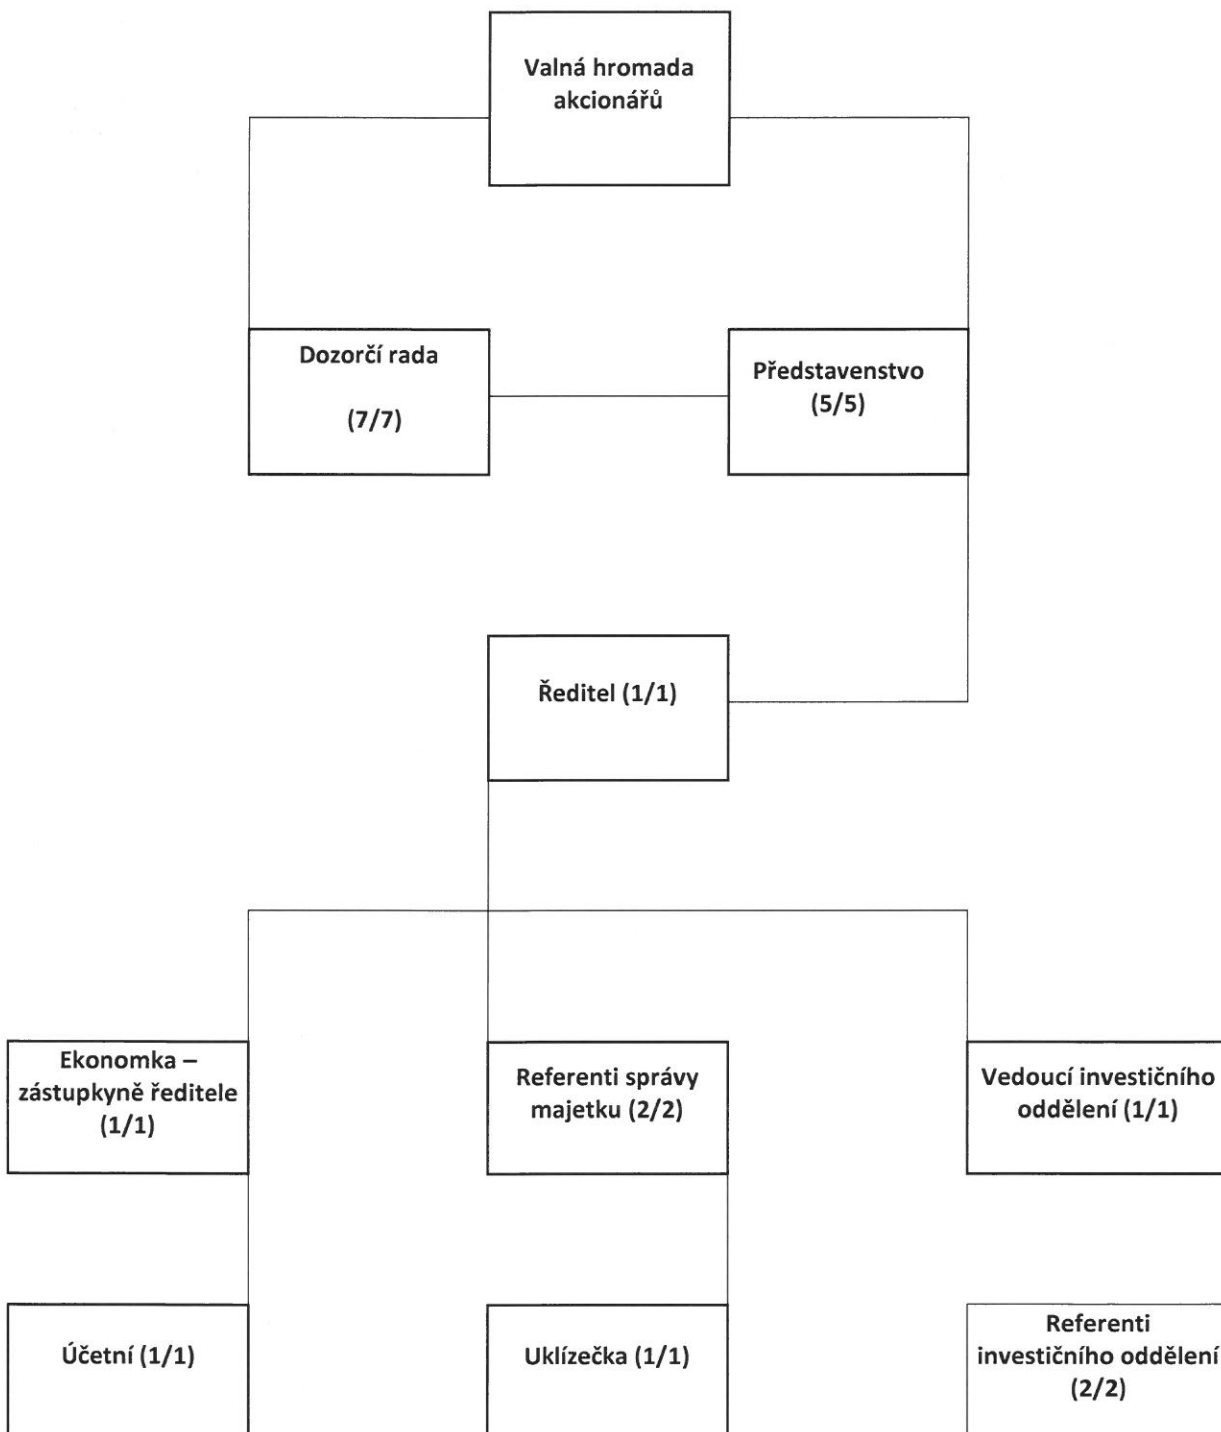 Valná hromada
akcionářů
Dozorčí rada
(7/7)
Představenstvo
(5/5)
Ředitel (1/1)
Ekonomka –
zástupkyně ředitele
(1/1)
Referenti správy
majetku (2/2)
Vedoucí investičního
oddělení (1/1)
Účetní (1/1)
Uklízečka (1/1)
Referenti
investičního oddělení
(2/2)